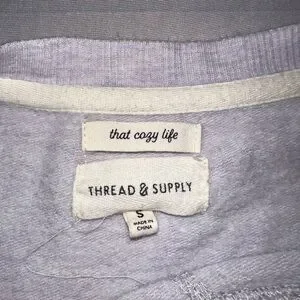 that cozy life
THREAD & SUPPLY
S
MADE IN
CHINA